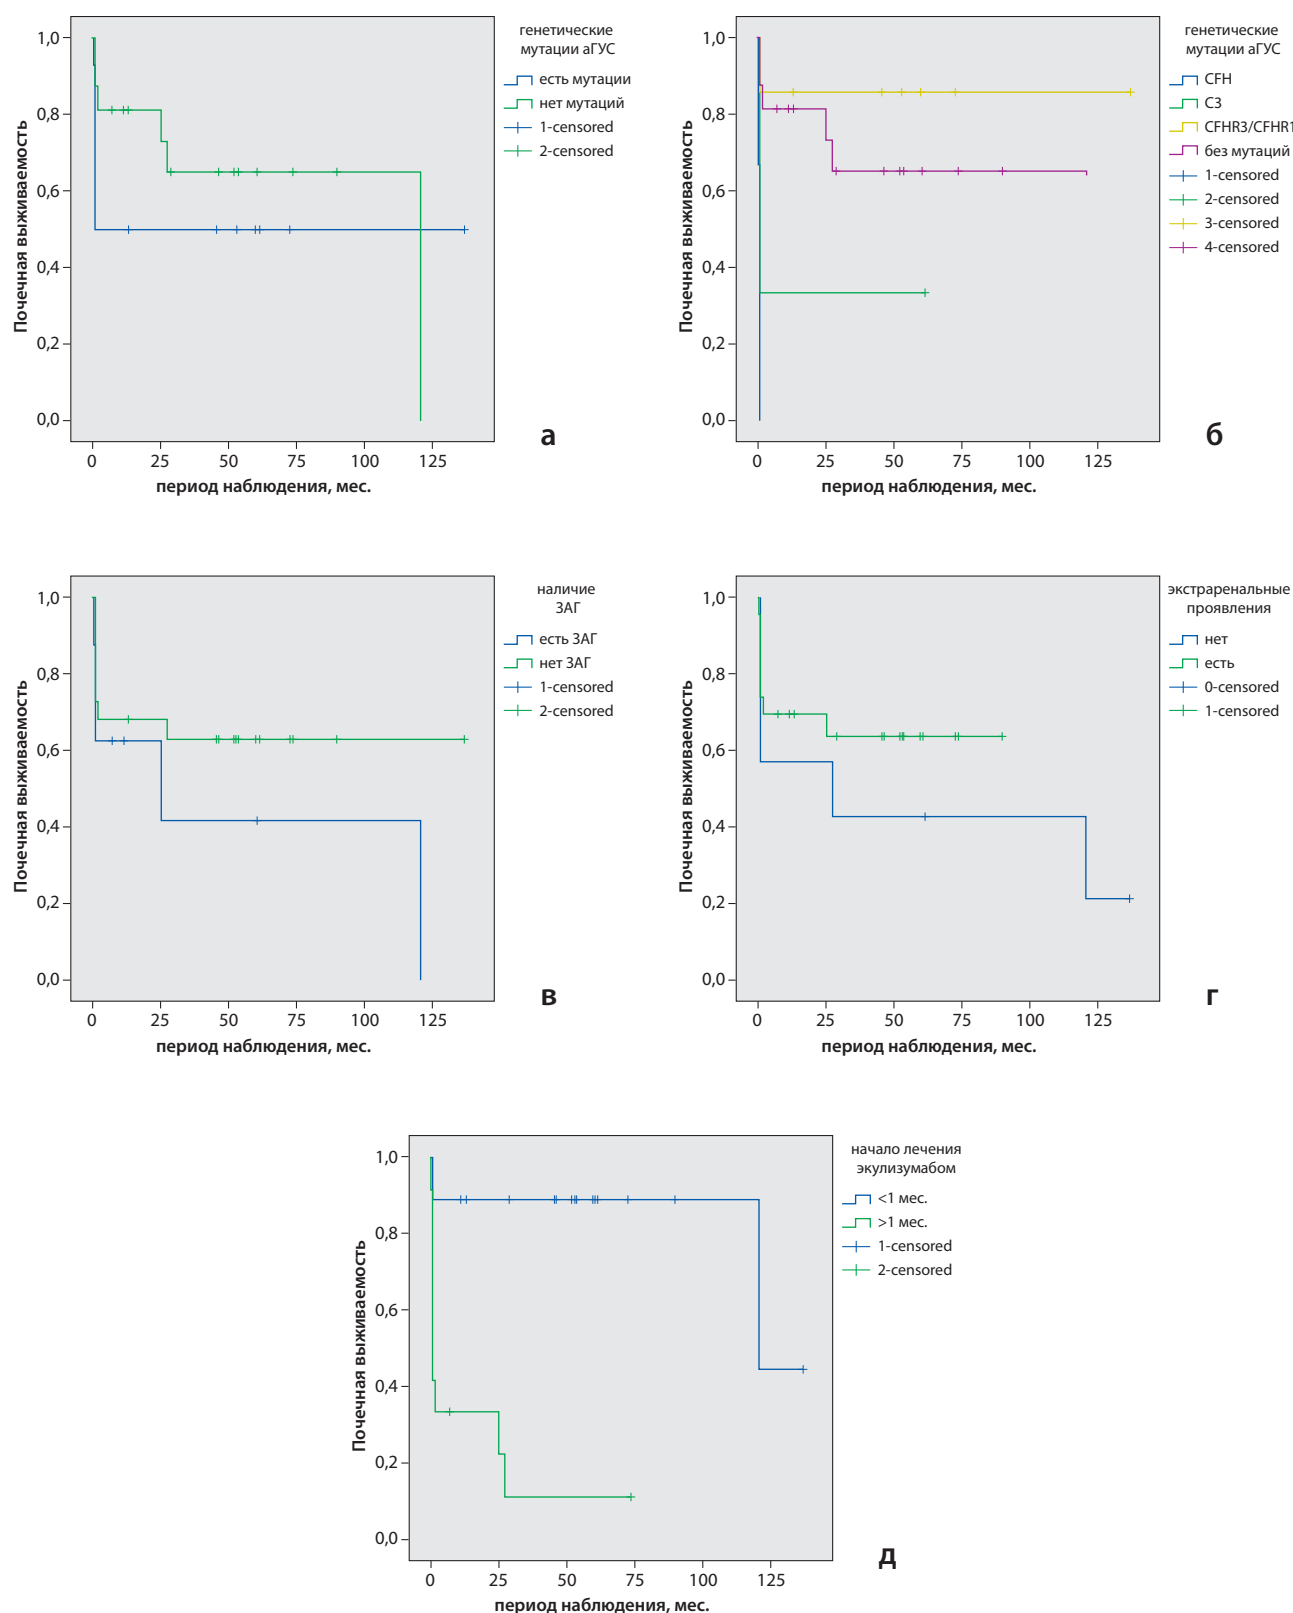 генетические
мутации аГУС
есть мутации
нет мутаций
1-censored
2-censored
Почечная выживаемость
1,0
0,8
0,6
0,4
0,2
0,0
0 25 50 75 100 125
период наблюдения, мес.
а
генетические
мутации аГУС
CFH
C3
CFHR3/CFHR1
без мутаций
1-censored
2-censored
3-censored
4-censored
Почечная выживаемость
1,0
0,8
0,6
0,4
0,2
0,0
0 25 50 75 100 125
период наблюдения, мес.
б
наличие
ЗАГ
есть ЗАГ
нет ЗАГ
1-censored
2-censored
Почечная выживаемость
1,0
0,8
0,6
0,4
0,2
0,0
0 25 50 75 100 125
период наблюдения, мес.
в
экстраренальные
проявления
нет
есть
0-censored
1-censored
Почечная выживаемость
1,0
0,8
0,6
0,4
0,2
0,0
0 25 50 75 100 125
период наблюдения, мес.
г
начало лечения
экулизумабом
<1 мес.
>1 мес.
1-censored
2-censored
Почечная выживаемость
1,0
0,8
0,6
0,4
0,2
0,0
0 25 50 75 100 125
период наблюдения, мес.
д